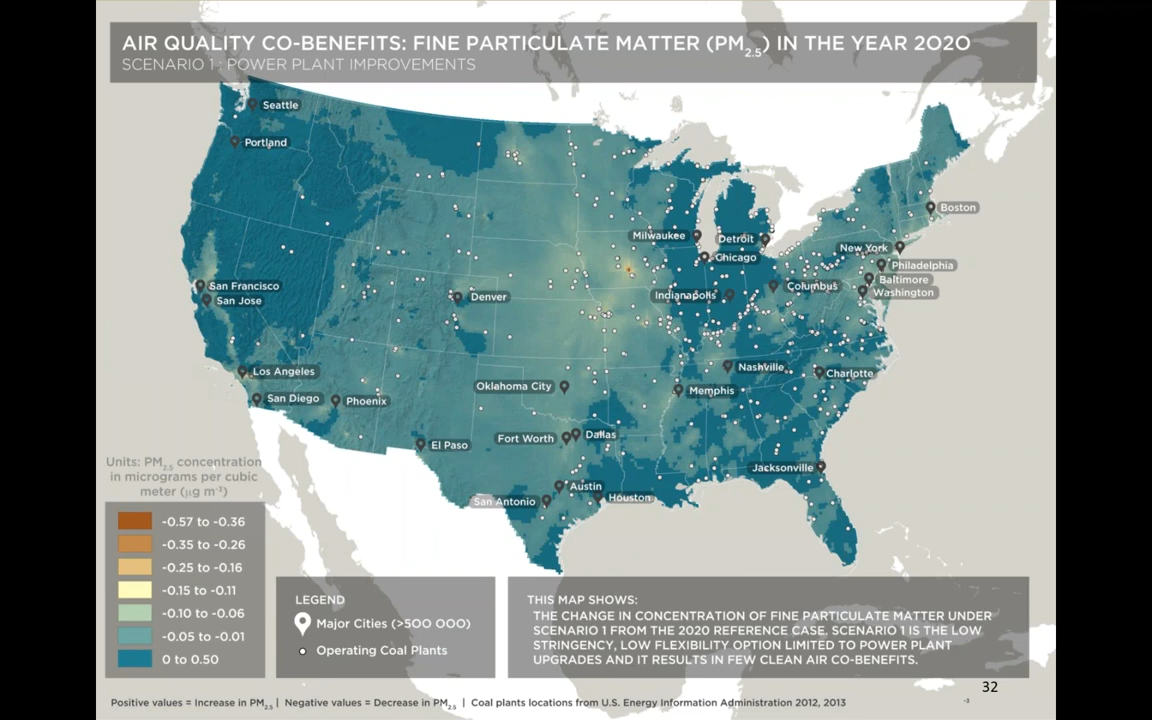 AIR QUALITY CO-BENEFITS: FINE PARTICULATE MATTER (PM2.5) IN THE YEAR 2020
SCENARIO 1 : POWER PLANT IMPROVEMENTS
Seattle
Portland
Boston
Milwaukee
Detroit
New York
Chicago
Philadelphia
Baltimore
San Francisco
Columbus
Washington
Indianapolis
Denver
San Jose
Los Angeles
Nashville
Charlotte
Oklahoma City
Memphis
San Diego
Phoenix
Fort Worth
Dallas
El Paso
Jacksonville
Austin
San Antonio
Houston
Units: PM2.5 concentration
in micrograms per cubic
meter (µg m-3)
-0.57 to -0.36
-0.35 to -0.26
-0.25 to -0.16
-0.15 to -0.11
-0.10 to -0.06
-0.05 to -0.01
0 to 0.50
LEGEND
Major Cities (>500 000)
Operating Coal Plants
THIS MAP SHOWS:
THE CHANGE IN CONCENTRATION OF FINE PARTICULATE MATTER UNDER
SCENARIO 1 FROM THE 2020 REFERENCE CASE. SCENARIO 1 IS THE LOW
STRINGENCY, LOW FLEXIBILITY OPTION LIMITED TO POWER PLANT
UPGRADES AND IT RESULTS IN FEW CLEAN AIR CO-BENEFITS.
32
Positive values = Increase in PM2.5 | Negative values = Decrease in PM2.5 | Coal plants locations from U.S. Energy Information Administration 2012, 2013
-3